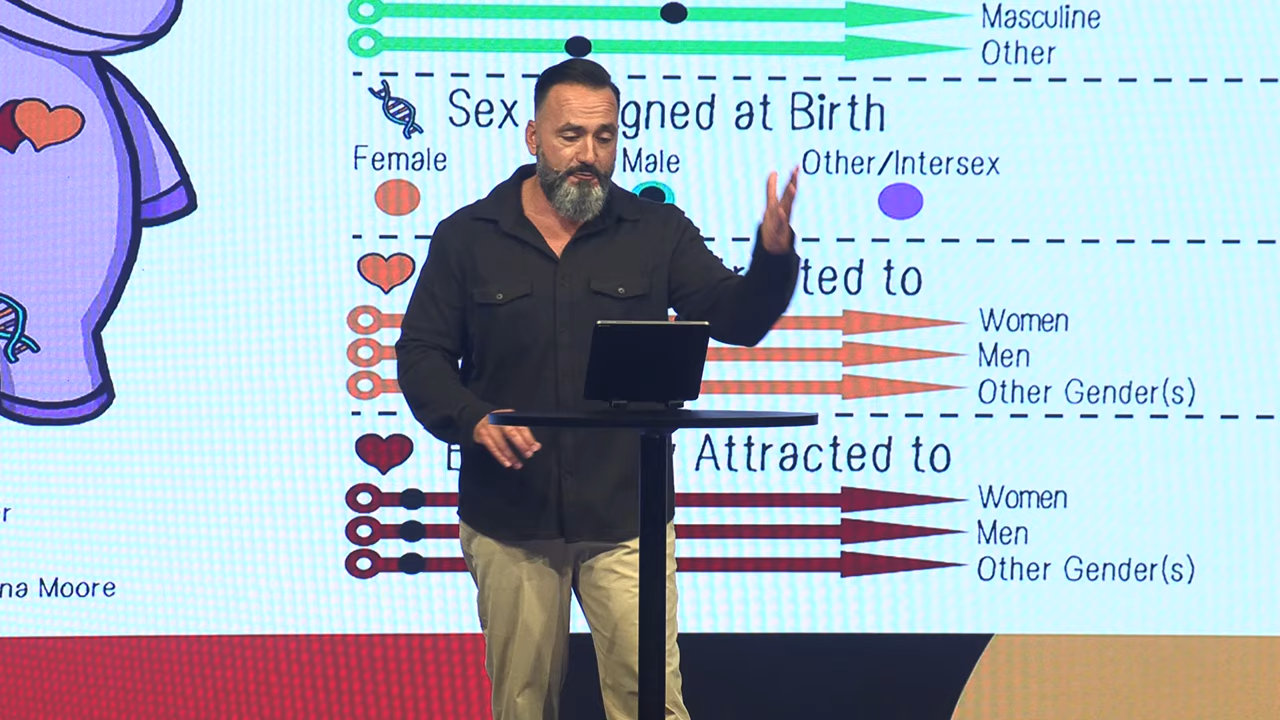 Masculine
Other
Sex gned at Birth
Female Male Other/Intersex
ted to
Women
Men
Other Gender(s)
Attracted to
Women
Men
Other Gender(s)
na Moore